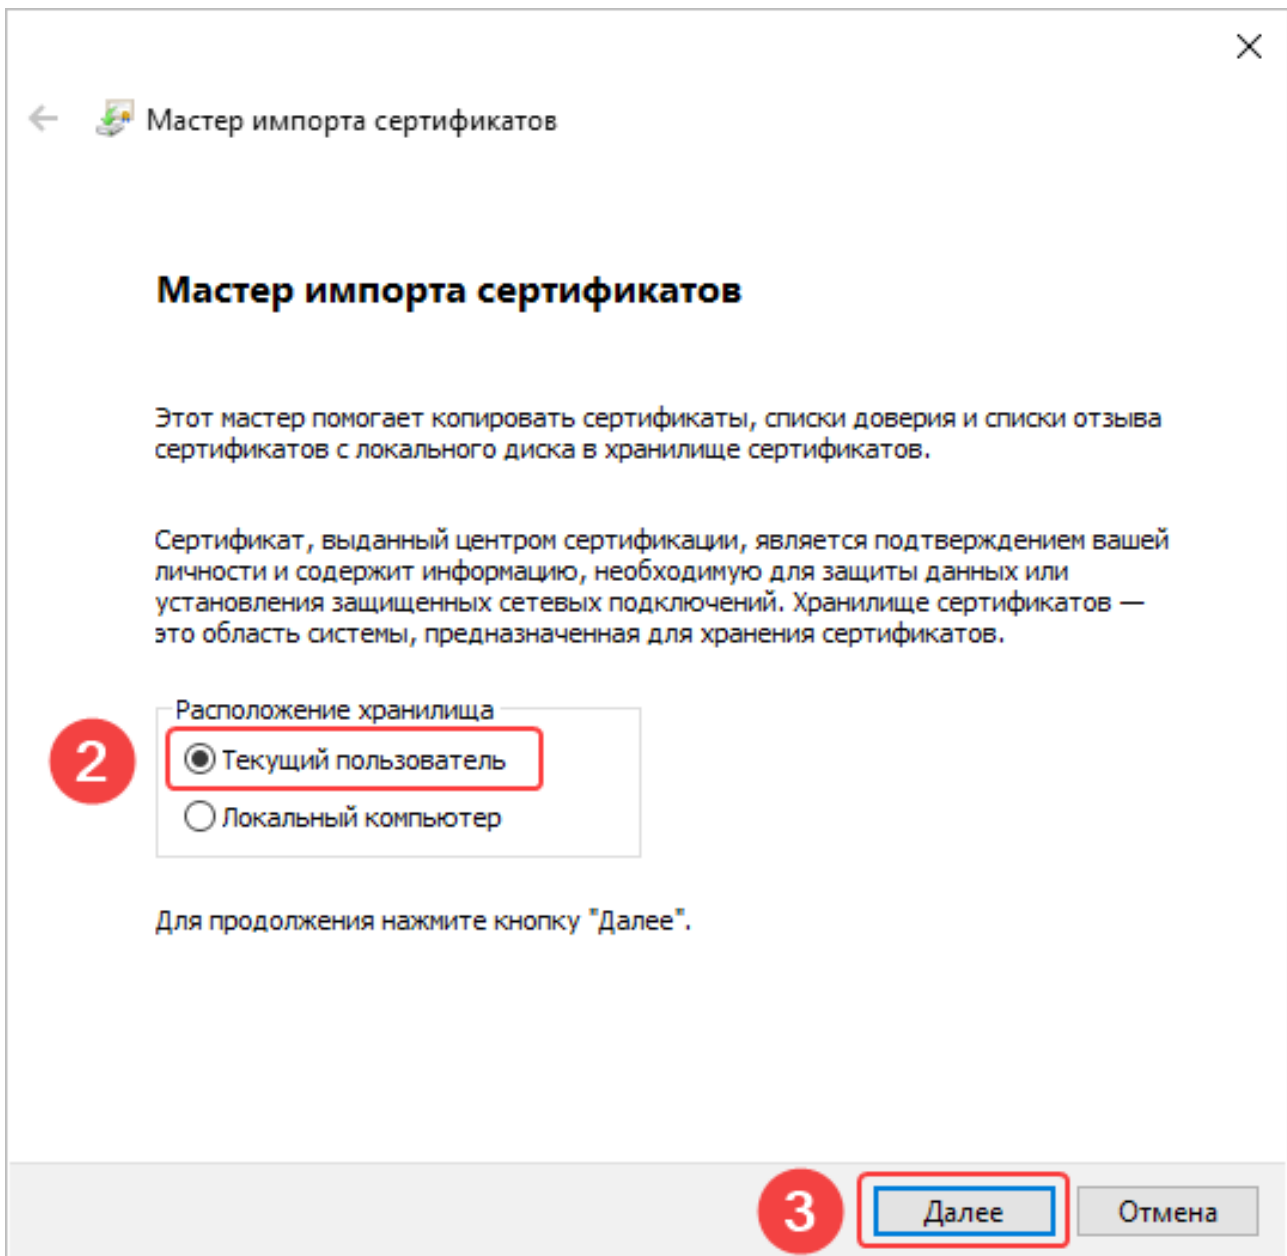 Мастер импорта сертификатов
Мастер импорта сертификатов
Этот мастер помогает копировать сертификаты, списки доверия и списки отзыва
сертификатов с локального диска в хранилище сертификатов.
Сертификат, выданный центром сертификации, является подтверждением вашей
личности и содержит информацию, необходимую для защиты данных или
установления защищенных сетевых подключений. Хранилище сертификатов —
это область системы, предназначенная для хранения сертификатов.
Расположение хранилища
2 Текущий пользователь
Локальный компьютер
Для продолжения нажмите кнопку "Далее".
3 Далее Отмена